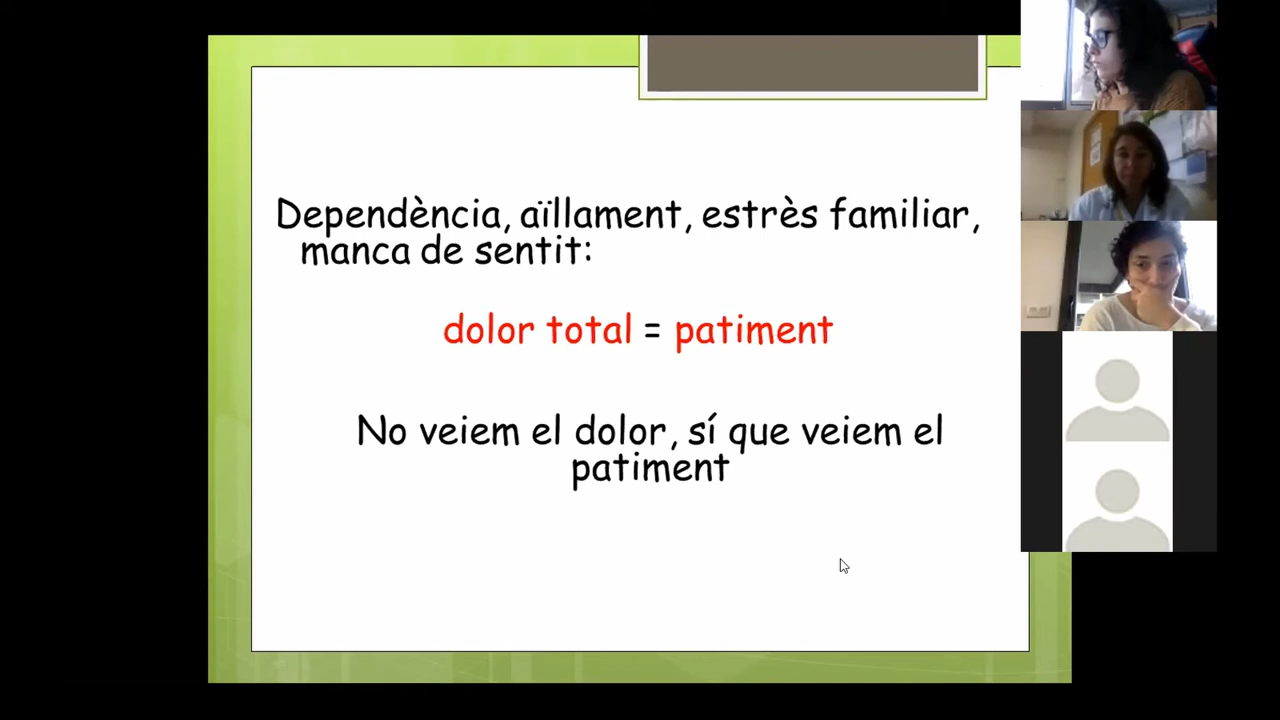 Dependència, aïllament, estrès familiar,
manca de sentit:
dolor total = patiment
No veiem el dolor, sí que veiem el
patiment